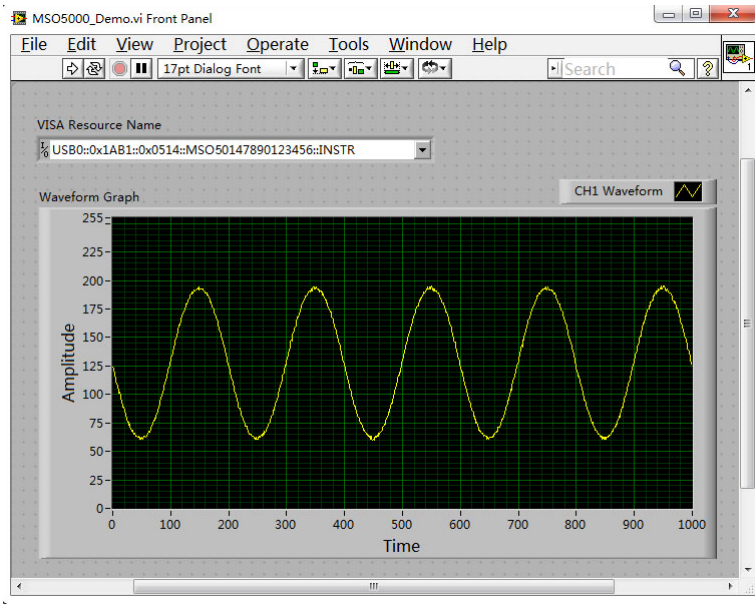 MSO5000_Demo.vi Front Panel
File Edit View Project Operate Tools Window Help
17pt Dialog Font
Search
?
1
VISA Resource Name
I/0 USB0::0x1AB1::0x0514::MSO50147890123456::INSTR
Waveform Graph
CH1 Waveform
255
225
200
175
150
125
100
75
50
25
0
Amplitude
0 100 200 300 400 500 600 700 800 900 1000
Time